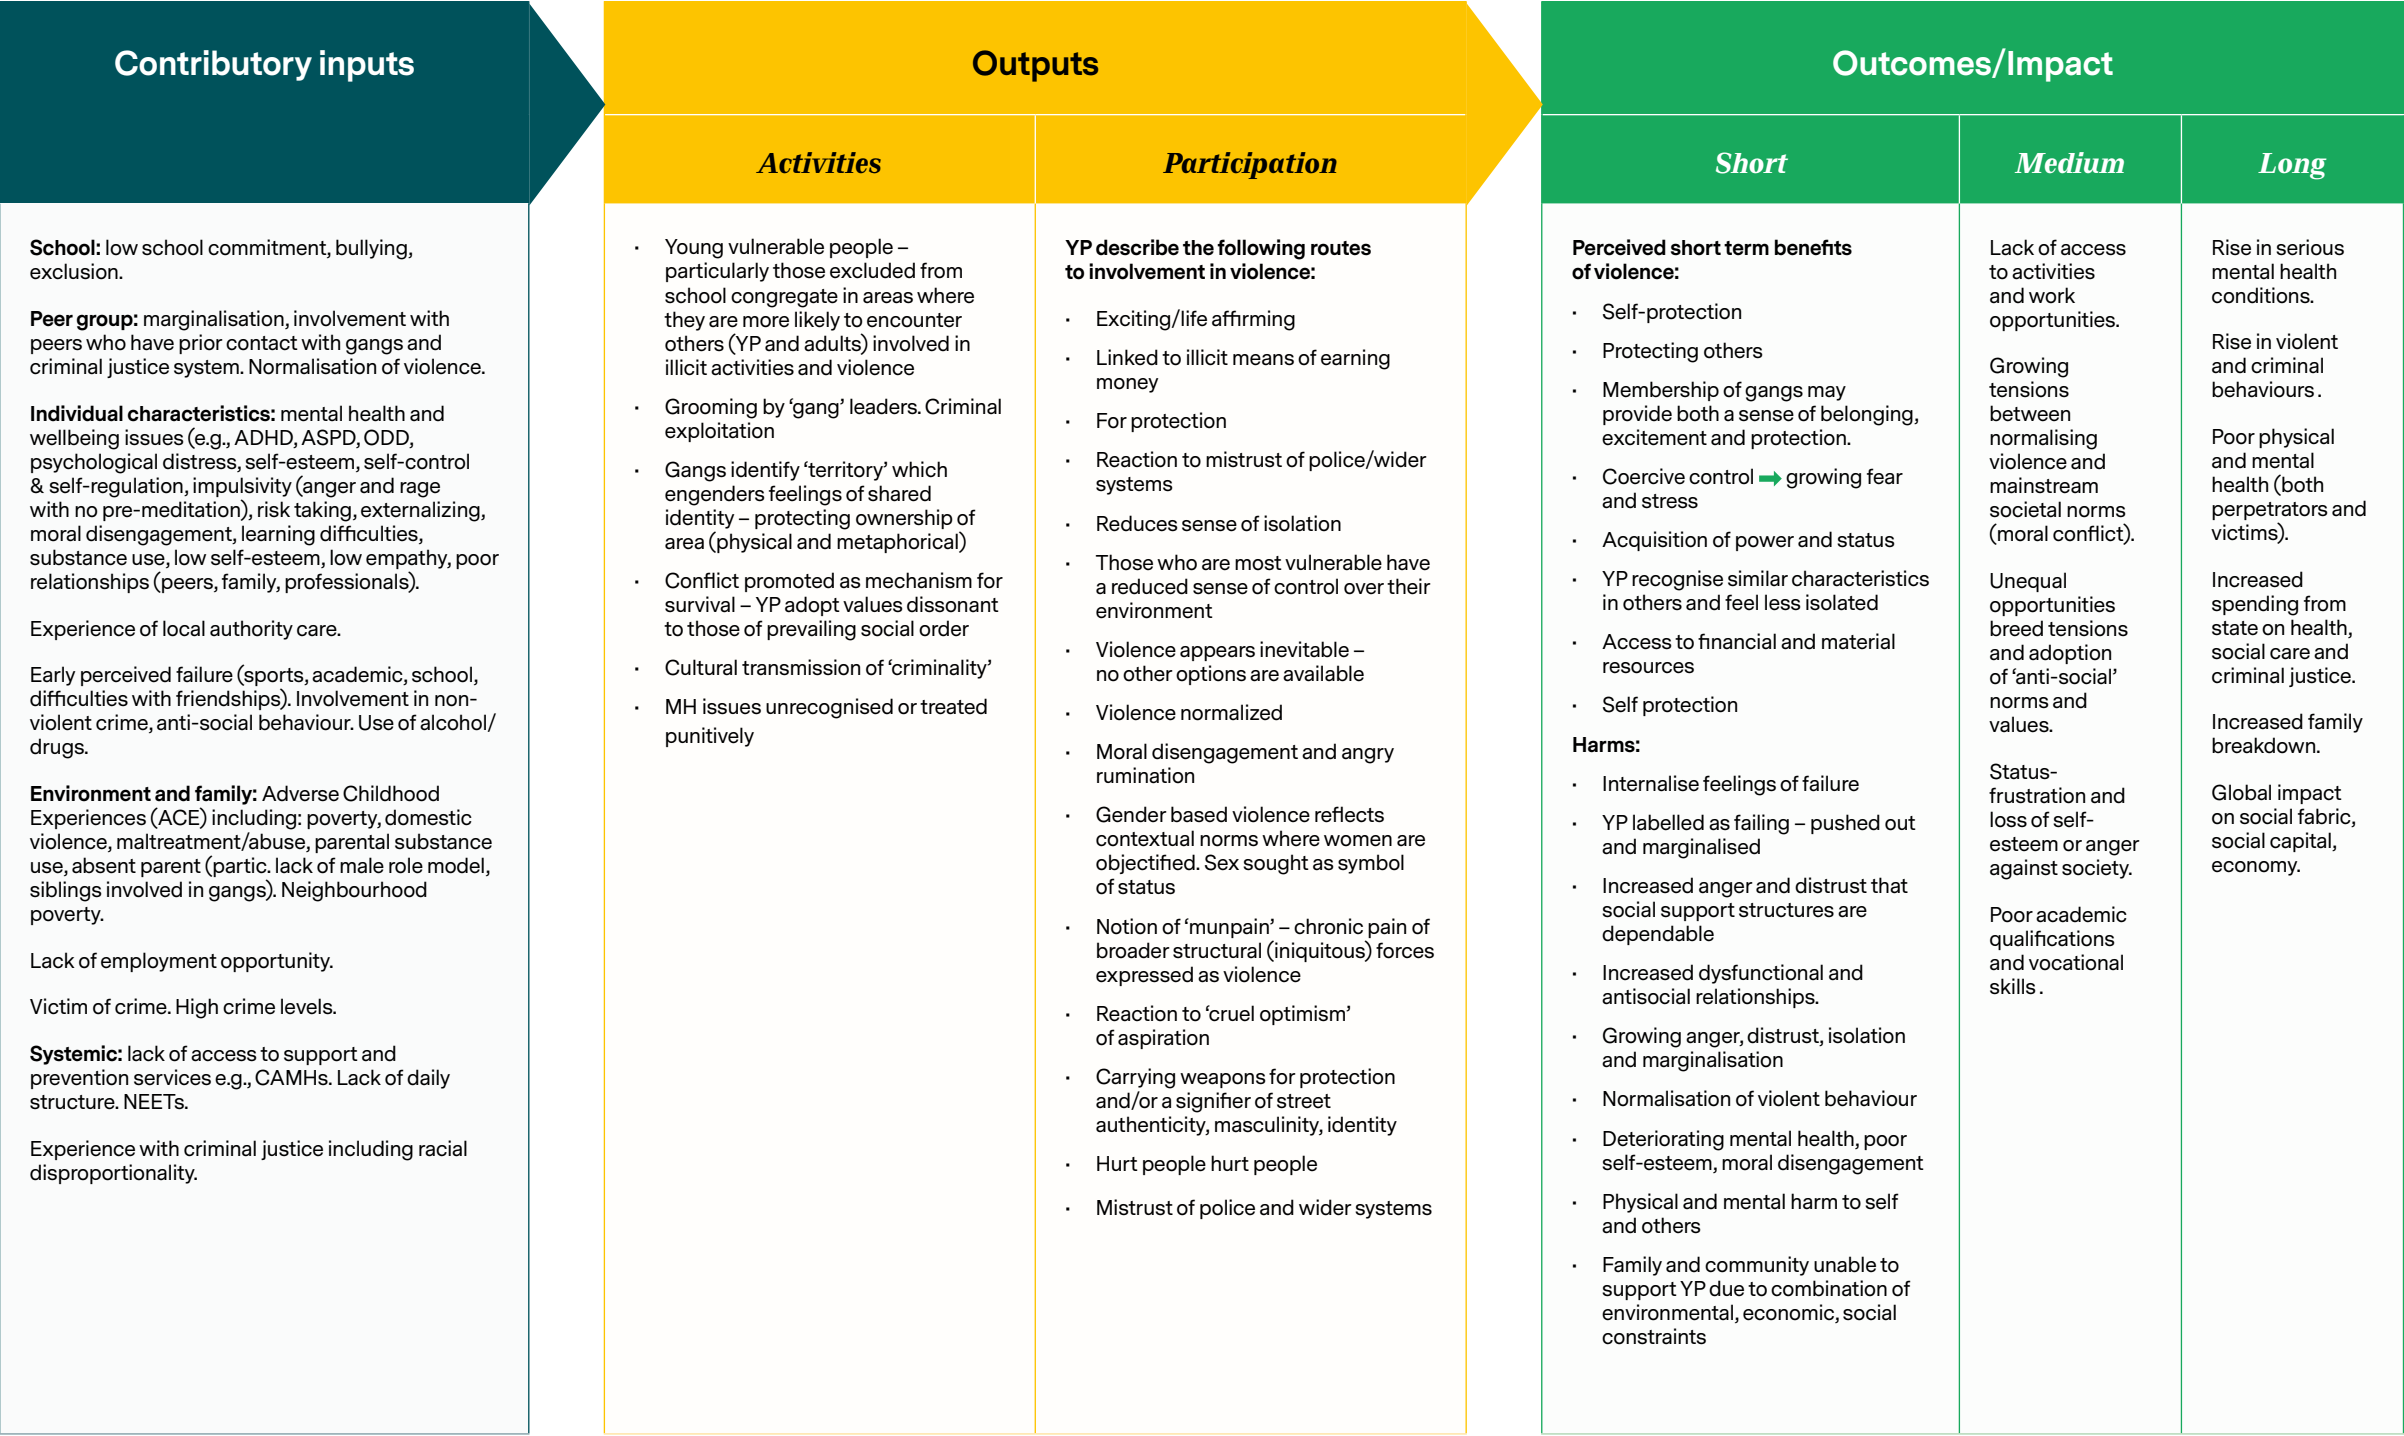 Contributory inputs
School: low school commitment, bullying,
exclusion.
Peer group: marginalisation, involvement with
peers who have prior contact with gangs and
criminal justice system. Normalisation of violence.
Individual characteristics: mental health and
wellbeing issues (e.g., ADHD, ASPD, ODD,
psychological distress, self-esteem, self-control
& self-regulation, impulsivity (anger and rage
with no pre-meditation), risk taking, externalizing,
moral disengagement, learning difficulties,
substance use, low self-esteem, low empathy, poor
relationships (peers, family, professionals).
Experience of local authority care.
Early perceived failure (sports, academic, school,
difficulties with friendships). Involvement in non-
violent crime, anti-social behaviour. Use of alcohol/
drugs.
Environment and family: Adverse Childhood
Experiences (ACE) including: poverty, domestic
violence, maltreatment/abuse, parental substance
use, absent parent (partic. lack of male role model,
siblings involved in gangs). Neighbourhood
poverty.
Lack of employment opportunity.
Victim of crime. High crime levels.
Systemic: lack of access to support and
prevention services e.g., CAMHs. Lack of daily
structure. NEETs.
Experience with criminal justice including racial
disproportionality.
Outputs
Activities
· Young vulnerable people –
particularly those excluded from
school congregate in areas where
they are more likely to encounter
others (YP and adults) involved in
illicit activities and violence
· Grooming by ‘gang’ leaders. Criminal
exploitation
· Gangs identify ‘territory’ which
engenders feelings of shared
identity – protecting ownership of
area (physical and metaphorical)
· Conflict promoted as mechanism for
survival – YP adopt values dissonant
to those of prevailing social order
· Cultural transmission of ‘criminality’
· MH issues unrecognised or treated
punitively
Participation
YP describe the following routes
to involvement in violence:
· Exciting/life affirming
· Linked to illicit means of earning
money
· For protection
· Reaction to mistrust of police/wider
systems
· Reduces sense of isolation
· Those who are most vulnerable have
a reduced sense of control over their
environment
· Violence appears inevitable –
no other options are available
· Violence normalized
· Moral disengagement and angry
rumination
· Gender based violence reflects
contextual norms where women are
objectified. Sex sought as symbol
of status
· Notion of ‘munpain’ – chronic pain of
broader structural (iniquitous) forces
expressed as violence
· Reaction to ‘cruel optimism’
of aspiration
· Carrying weapons for protection
and/or a signifier of street
authenticity, masculinity, identity
· Hurt people hurt people
· Mistrust of police and wider systems
Outcomes/Impact
Short
Perceived short term benefits
of violence:
· Self-protection
· Protecting others
· Membership of gangs may
provide both a sense of belonging,
excitement and protection.
· Coercive control ➡ growing fear
and stress
· Acquisition of power and status
· YP recognise similar characteristics
in others and feel less isolated
· Access to financial and material
resources
· Self protection
Harms:
· Internalise feelings of failure
· YP labelled as failing – pushed out
and marginalised
· Increased anger and distrust that
social support structures are
dependable
· Increased dysfunctional and
antisocial relationships.
· Growing anger, distrust, isolation
and marginalisation
· Normalisation of violent behaviour
· Deteriorating mental health, poor
self-esteem, moral disengagement
· Physical and mental harm to self
and others
· Family and community unable to
support YP due to combination of
environmental, economic, social
constraints
Medium
Lack of access
to activities
and work
opportunities.
Growing
tensions
between
normalising
violence and
mainstream
societal norms
(moral conflict).
Unequal
opportunities
breed tensions
and adoption
of ‘anti-social’
norms and
values.
Status-
frustration and
loss of self-
esteem or anger
against society.
Poor academic
qualifications
and vocational
skills .
Long
Rise in serious
mental health
conditions.
Rise in violent
and criminal
behaviours .
Poor physical
and mental
health (both
perpetrators and
victims).
Increased
spending from
state on health,
social care and
criminal justice.
Increased family
breakdown.
Global impact
on social fabric,
social capital,
economy.